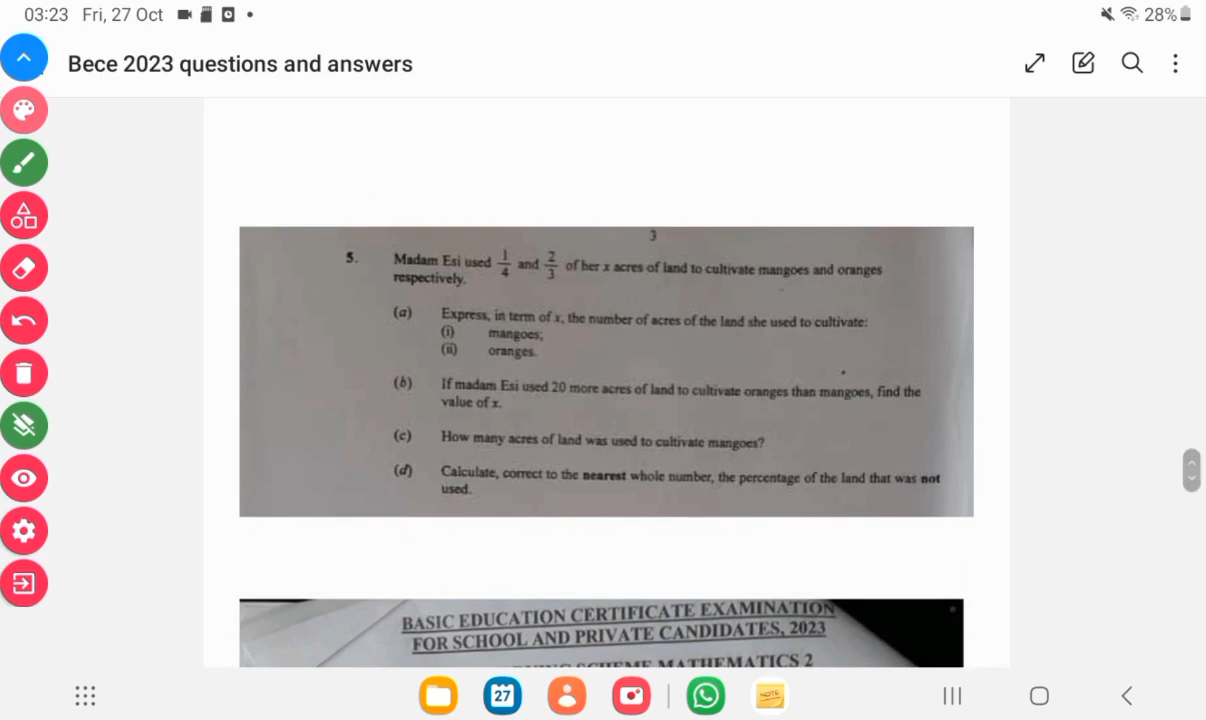 03:23 Fri, 27 Oct
28%
Bece 2023 questions and answers
3
5. Madam Esi used 1/4 and 2/3 of her x acres of land to cultivate mangoes and oranges
respectively.
(a) Express, in term of x, the number of acres of the land she used to cultivate:
(i) mangoes;
(ii) oranges.
(b) If madam Esi used 20 more acres of land to cultivate oranges than mangoes, find the
value of x.
(c) How many acres of land was used to cultivate mangoes?
(d) Calculate, correct to the nearest whole number, the percentage of the land that was not
used.
BASIC EDUCATION CERTIFICATE EXAMINATION
FOR SCHOOL AND PRIVATE CANDIDATES, 2023
SCHEME MATHEMATICS 2
27
NOTE